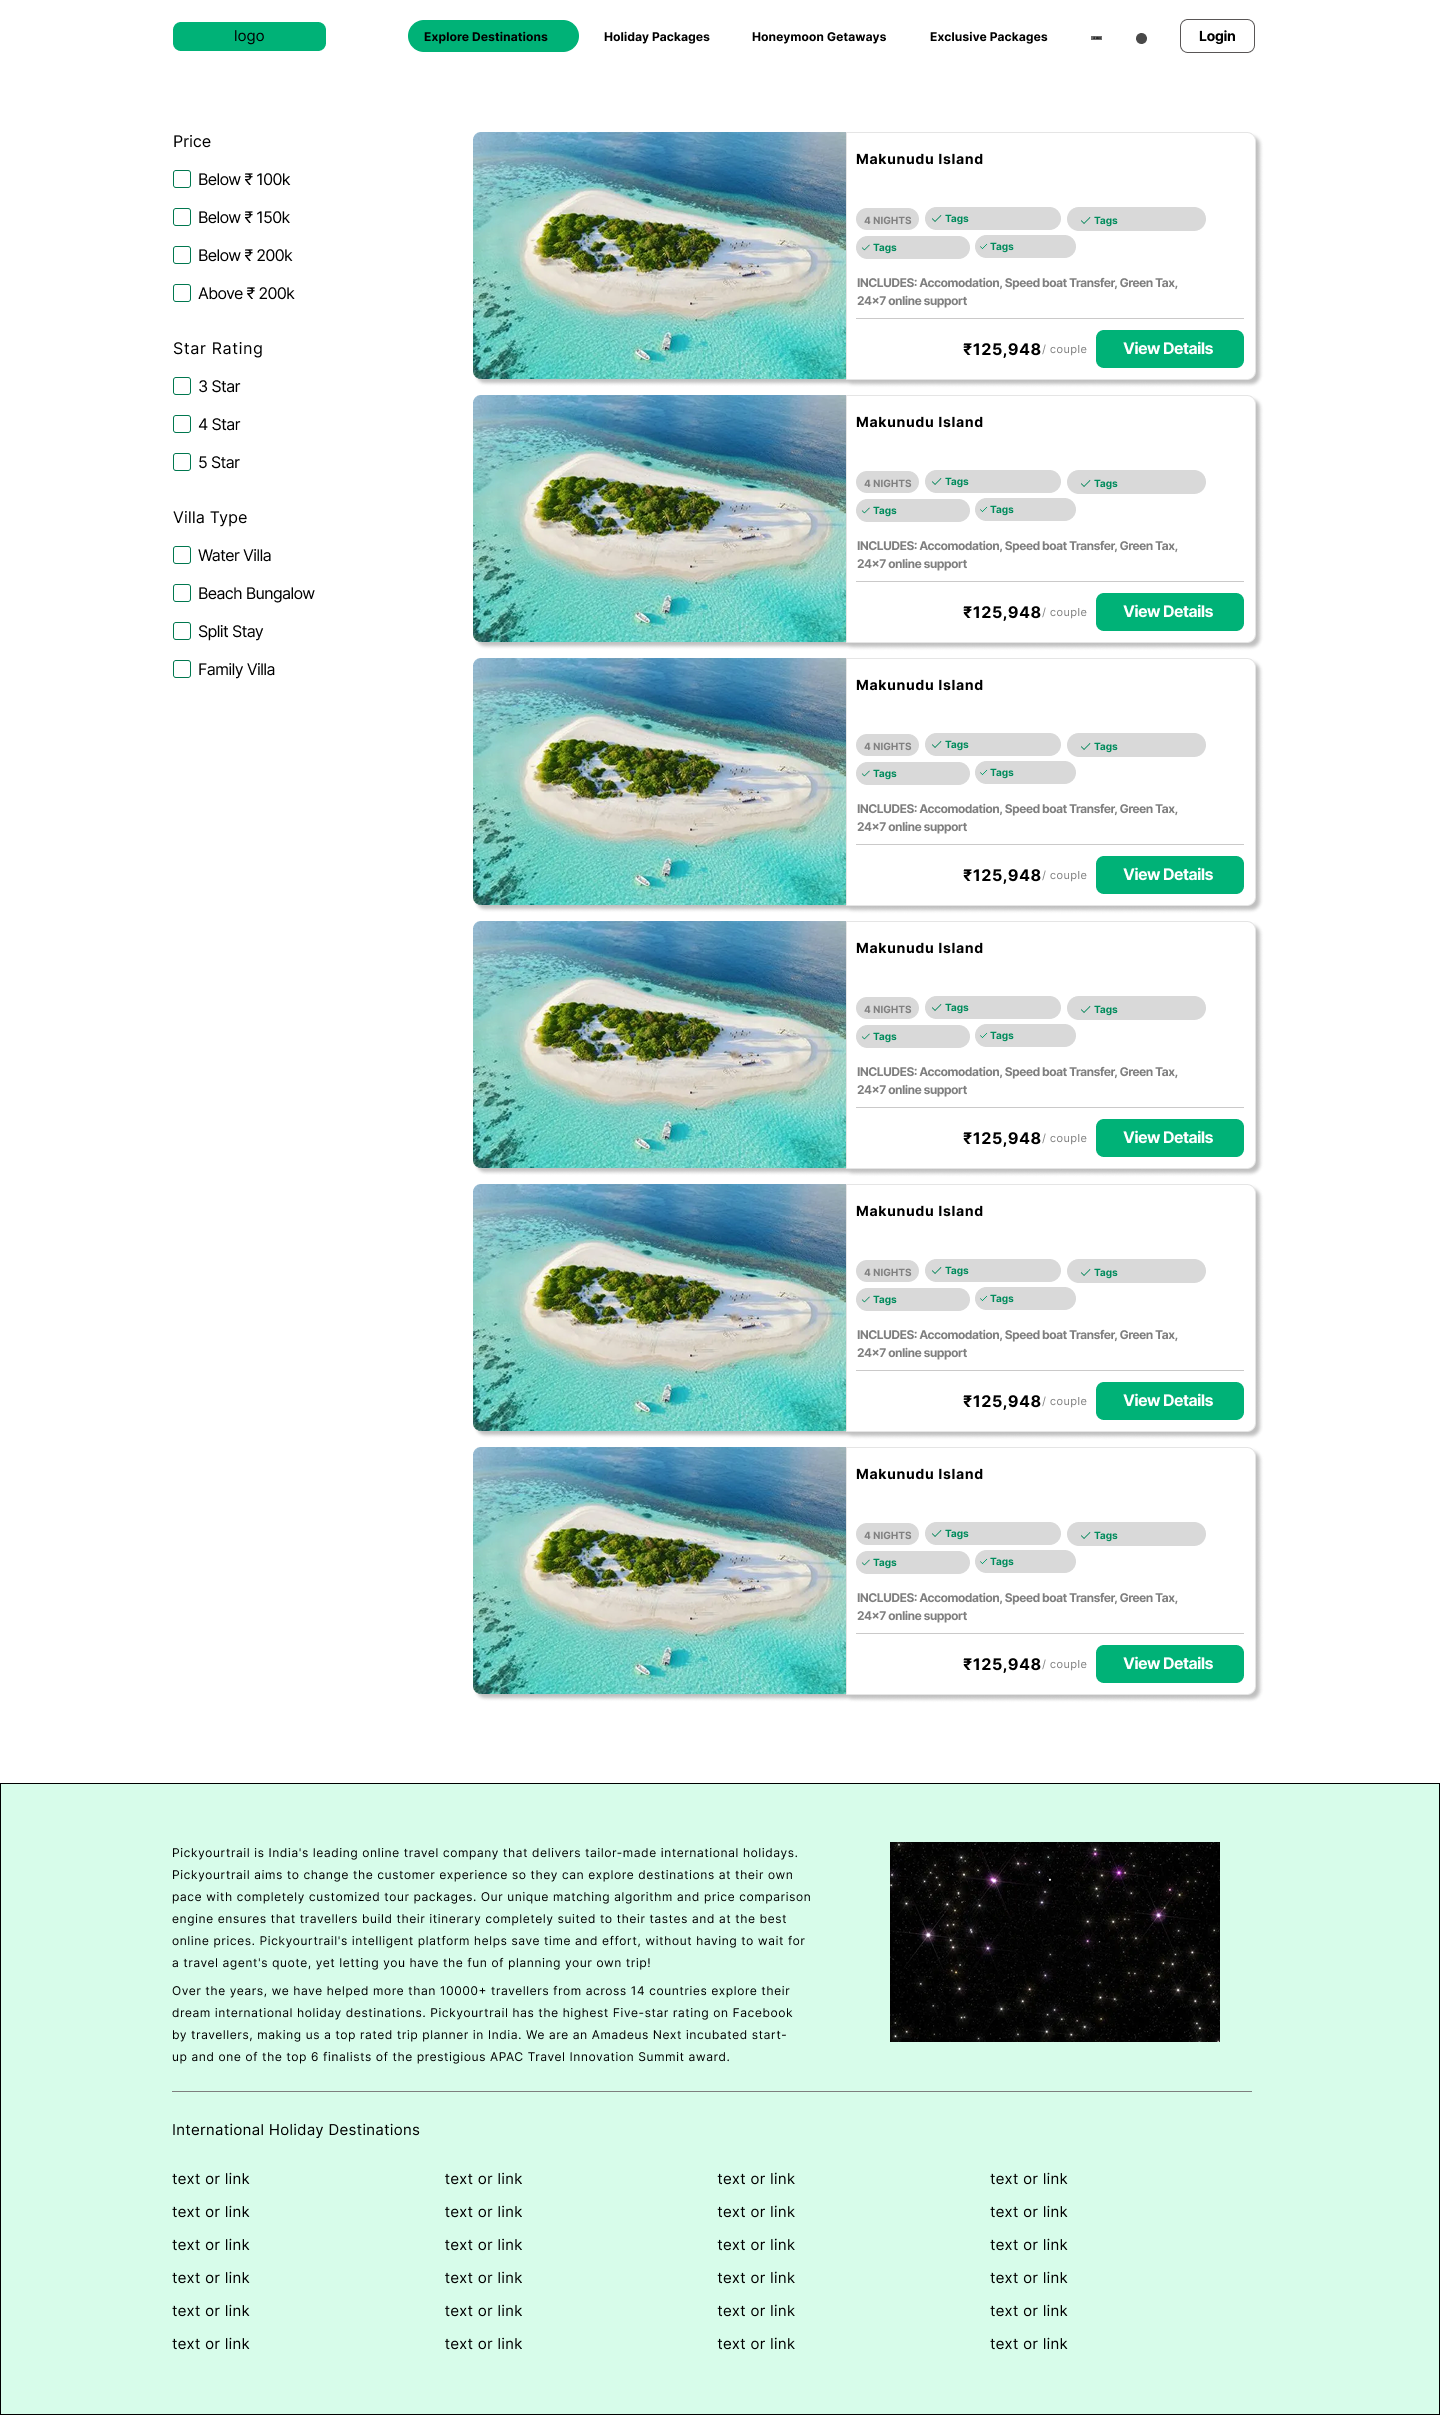 logo
Explore Destinations
Holiday Packages
Honeymoon Getaways
Exclusive Packages
Login
Price
Below ₹ 100k
Below ₹ 150k
Below ₹ 200k
Above ₹ 200k
Star Rating
3 Star
4 Star
5 Star
Villa Type
Water Villa
Beach Bungalow
Split Stay
Family Villa
Makunudu Island
4 NIGHTS
Tags
Tags
Tags
Tags
INCLUDES: Accomodation, Speed boat Transfer, Green Tax,
24×7 online support
₹125,948/ couple
View Details
Makunudu Island
4 NIGHTS
Tags
Tags
Tags
Tags
INCLUDES: Accomodation, Speed boat Transfer, Green Tax,
24×7 online support
₹125,948/ couple
View Details
Makunudu Island
4 NIGHTS
Tags
Tags
Tags
Tags
INCLUDES: Accomodation, Speed boat Transfer, Green Tax,
24×7 online support
₹125,948/ couple
View Details
Makunudu Island
4 NIGHTS
Tags
Tags
Tags
Tags
INCLUDES: Accomodation, Speed boat Transfer, Green Tax,
24×7 online support
₹125,948/ couple
View Details
Makunudu Island
4 NIGHTS
Tags
Tags
Tags
Tags
INCLUDES: Accomodation, Speed boat Transfer, Green Tax,
24×7 online support
₹125,948/ couple
View Details
Makunudu Island
4 NIGHTS
Tags
Tags
Tags
Tags
INCLUDES: Accomodation, Speed boat Transfer, Green Tax,
24×7 online support
₹125,948/ couple
View Details
Pickyourtrail is India's leading online travel company that delivers tailor-made international holidays.
Pickyourtrail aims to change the customer experience so they can explore destinations at their own
pace with completely customized tour packages. Our unique matching algorithm and price comparison
engine ensures that travellers build their itinerary completely suited to their tastes and at the best
online prices. Pickyourtrail's intelligent platform helps save time and effort, without having to wait for
a travel agent's quote, yet letting you have the fun of planning your own trip!
Over the years, we have helped more than 10000+ travellers from across 14 countries explore their
dream international holiday destinations. Pickyourtrail has the highest Five-star rating on Facebook
by travellers, making us a top rated trip planner in India. We are an Amadeus Next incubated start-
up and one of the top 6 finalists of the prestigious APAC Travel Innovation Summit award.
International Holiday Destinations
text or link text or link text or link text or link
text or link text or link text or link text or link
text or link text or link text or link text or link
text or link text or link text or link text or link
text or link text or link text or link text or link
text or link text or link text or link text or link